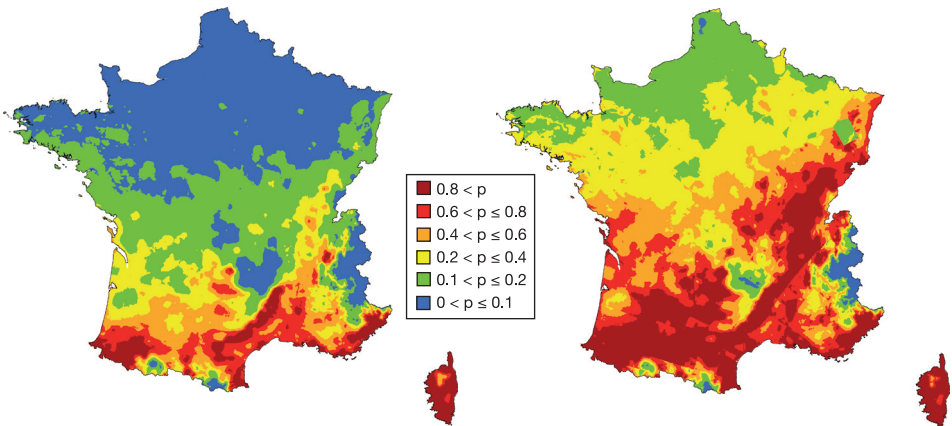 0.8 < p
0.6 < p ≤ 0.8
0.4 < p ≤ 0.6
0.2 < p ≤ 0.4
0.1 < p ≤ 0.2
0 < p ≤ 0.1